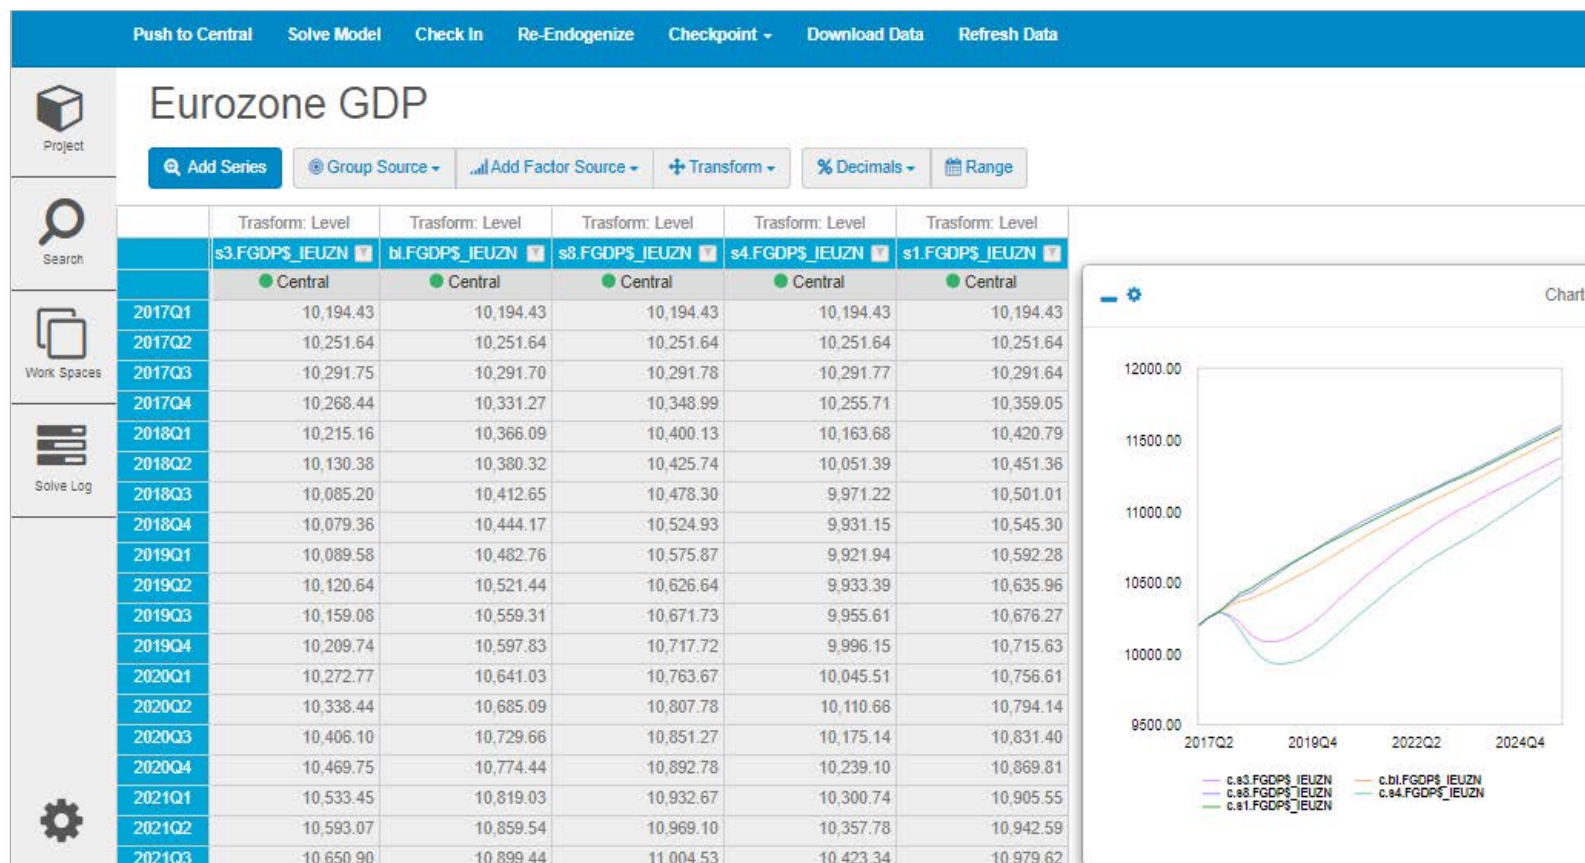 Push to Central Solve Model Check In Re-Endogenize Checkpoint Download Data Refresh Data
Project
Search
Work Spaces
Solve Log
Eurozone GDP
Add Series Group Source Add Factor Source Transform % Decimals Range
Trasform: Level Trasform: Level Trasform: Level Trasform: Level Trasform: Level
s3.FGDP$_IEUZN bl.FGDP$_IEUZN s8.FGDP$_IEUZN s4.FGDP$_IEUZN s1.FGDP$_IEUZN
Central Central Central Central Central
2017Q1 10,194.43 10,194.43 10,194.43 10,194.43 10,194.43
2017Q2 10,251.64 10,251.64 10,251.64 10,251.64 10,251.64
2017Q3 10,291.75 10,291.70 10,291.78 10,291.77 10,291.64
2017Q4 10,268.44 10,331.27 10,348.99 10,255.71 10,359.05
2018Q1 10,215.16 10,366.09 10,400.13 10,163.68 10,420.79
2018Q2 10,130.38 10,380.32 10,425.74 10,051.39 10,451.36
2018Q3 10,085.20 10,412.65 10,478.30 9,971.22 10,501.01
2018Q4 10,079.36 10,444.17 10,524.93 9,931.15 10,545.30
2019Q1 10,089.58 10,482.76 10,575.87 9,921.94 10,592.28
2019Q2 10,120.64 10,521.44 10,626.64 9,933.39 10,635.96
2019Q3 10,159.08 10,559.31 10,671.73 9,955.61 10,676.27
2019Q4 10,209.74 10,597.83 10,717.72 9,996.15 10,715.63
2020Q1 10,272.77 10,641.03 10,763.67 10,045.51 10,756.61
2020Q2 10,338.44 10,685.09 10,807.78 10,110.66 10,794.14
2020Q3 10,406.10 10,729.66 10,851.27 10,175.14 10,831.40
2020Q4 10,469.75 10,774.44 10,892.78 10,239.10 10,869.81
2021Q1 10,533.45 10,819.03 10,932.67 10,300.74 10,905.55
2021Q2 10,593.07 10,859.54 10,969.10 10,357.78 10,942.59
2021Q3 10,650.90 10,899.44 11,004.53 10,423.34 10,979.62
Chart
12000.00
11500.00
11000.00
10500.00
10000.00
9500.00
2017Q2 2019Q4 2022Q2 2024Q4
c.s3.FGDP$_IEUZN c.bl.FGDP$_IEUZN
c.s8.FGDP$_IEUZN c.s4.FGDP$_IEUZN
c.s1.FGDP$_IEUZN